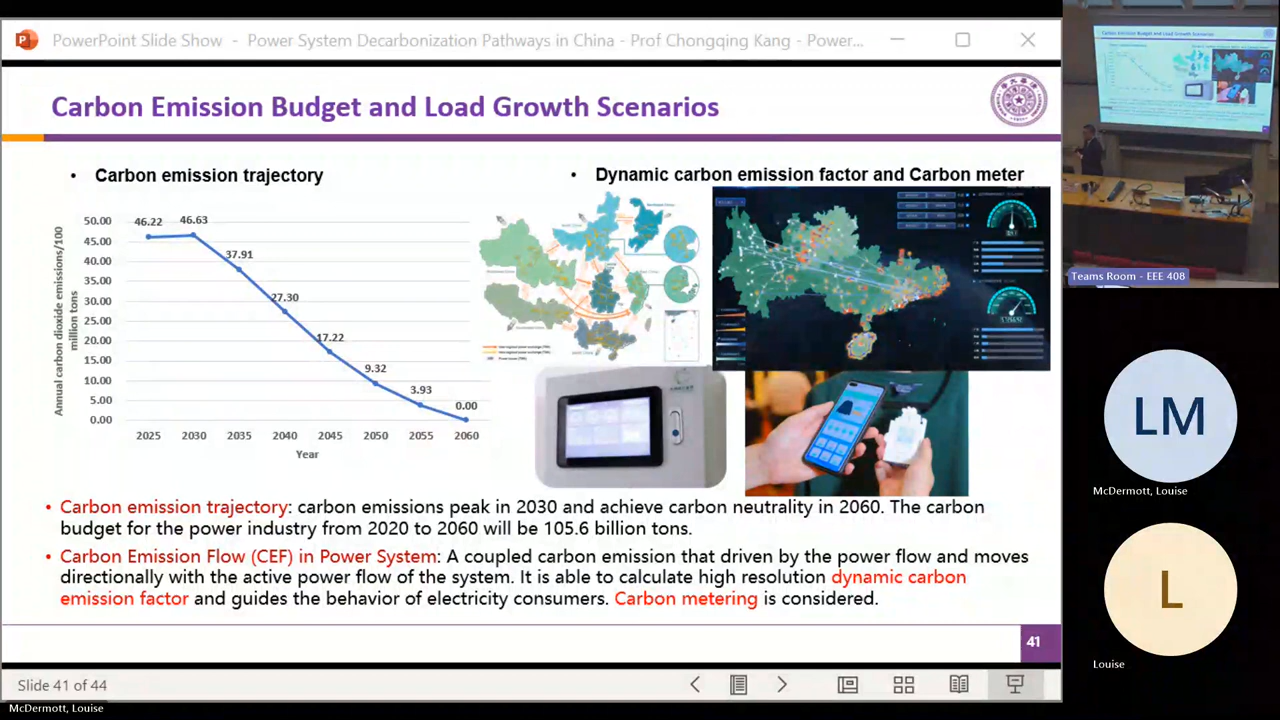 PowerPoint Slide Show - Power System Decarbonization Pathways in China - Prof Chongqing Kang - Power...
Carbon Emission Budget and Load Growth Scenarios
• Carbon emission trajectory
• Dynamic carbon emission factor and Carbon meter
Annual carbon dioxide emissions/100
million tons
50.00
45.00
40.00
35.00
30.00
25.00
20.00
15.00
10.00
5.00
0.00
46.22
46.63
37.91
27.30
17.22
9.32
3.93
0.00
2025 2030 2035 2040 2045 2050 2055 2060
Year
• Carbon emission trajectory: carbon emissions peak in 2030 and achieve carbon neutrality in 2060. The carbon
budget for the power industry from 2020 to 2060 will be 105.6 billion tons.
• Carbon Emission Flow (CEF) in Power System: A coupled carbon emission that driven by the power flow and moves
directionally with the active power flow of the system. It is able to calculate high resolution dynamic carbon
emission factor and guides the behavior of electricity consumers. Carbon metering is considered.
41
Slide 41 of 44
McDermott, Louise
Carbon Emission Budget and Load Growth Scenarios
Teams Room - EEE 408
LM
McDermott, Louise
L
Louise